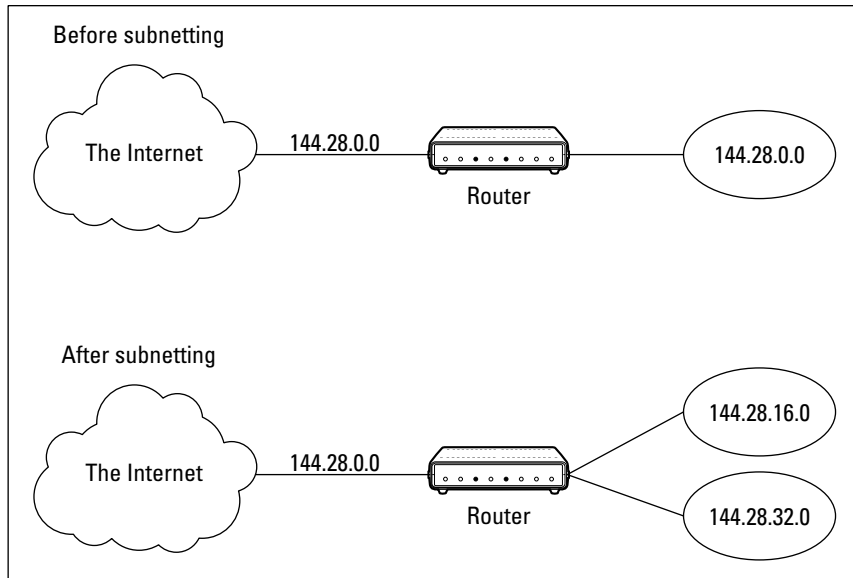 Before subnetting
The Internet
144.28.0.0
Router
144.28.0.0
After subnetting
The Internet
144.28.0.0
Router
144.28.16.0
144.28.32.0